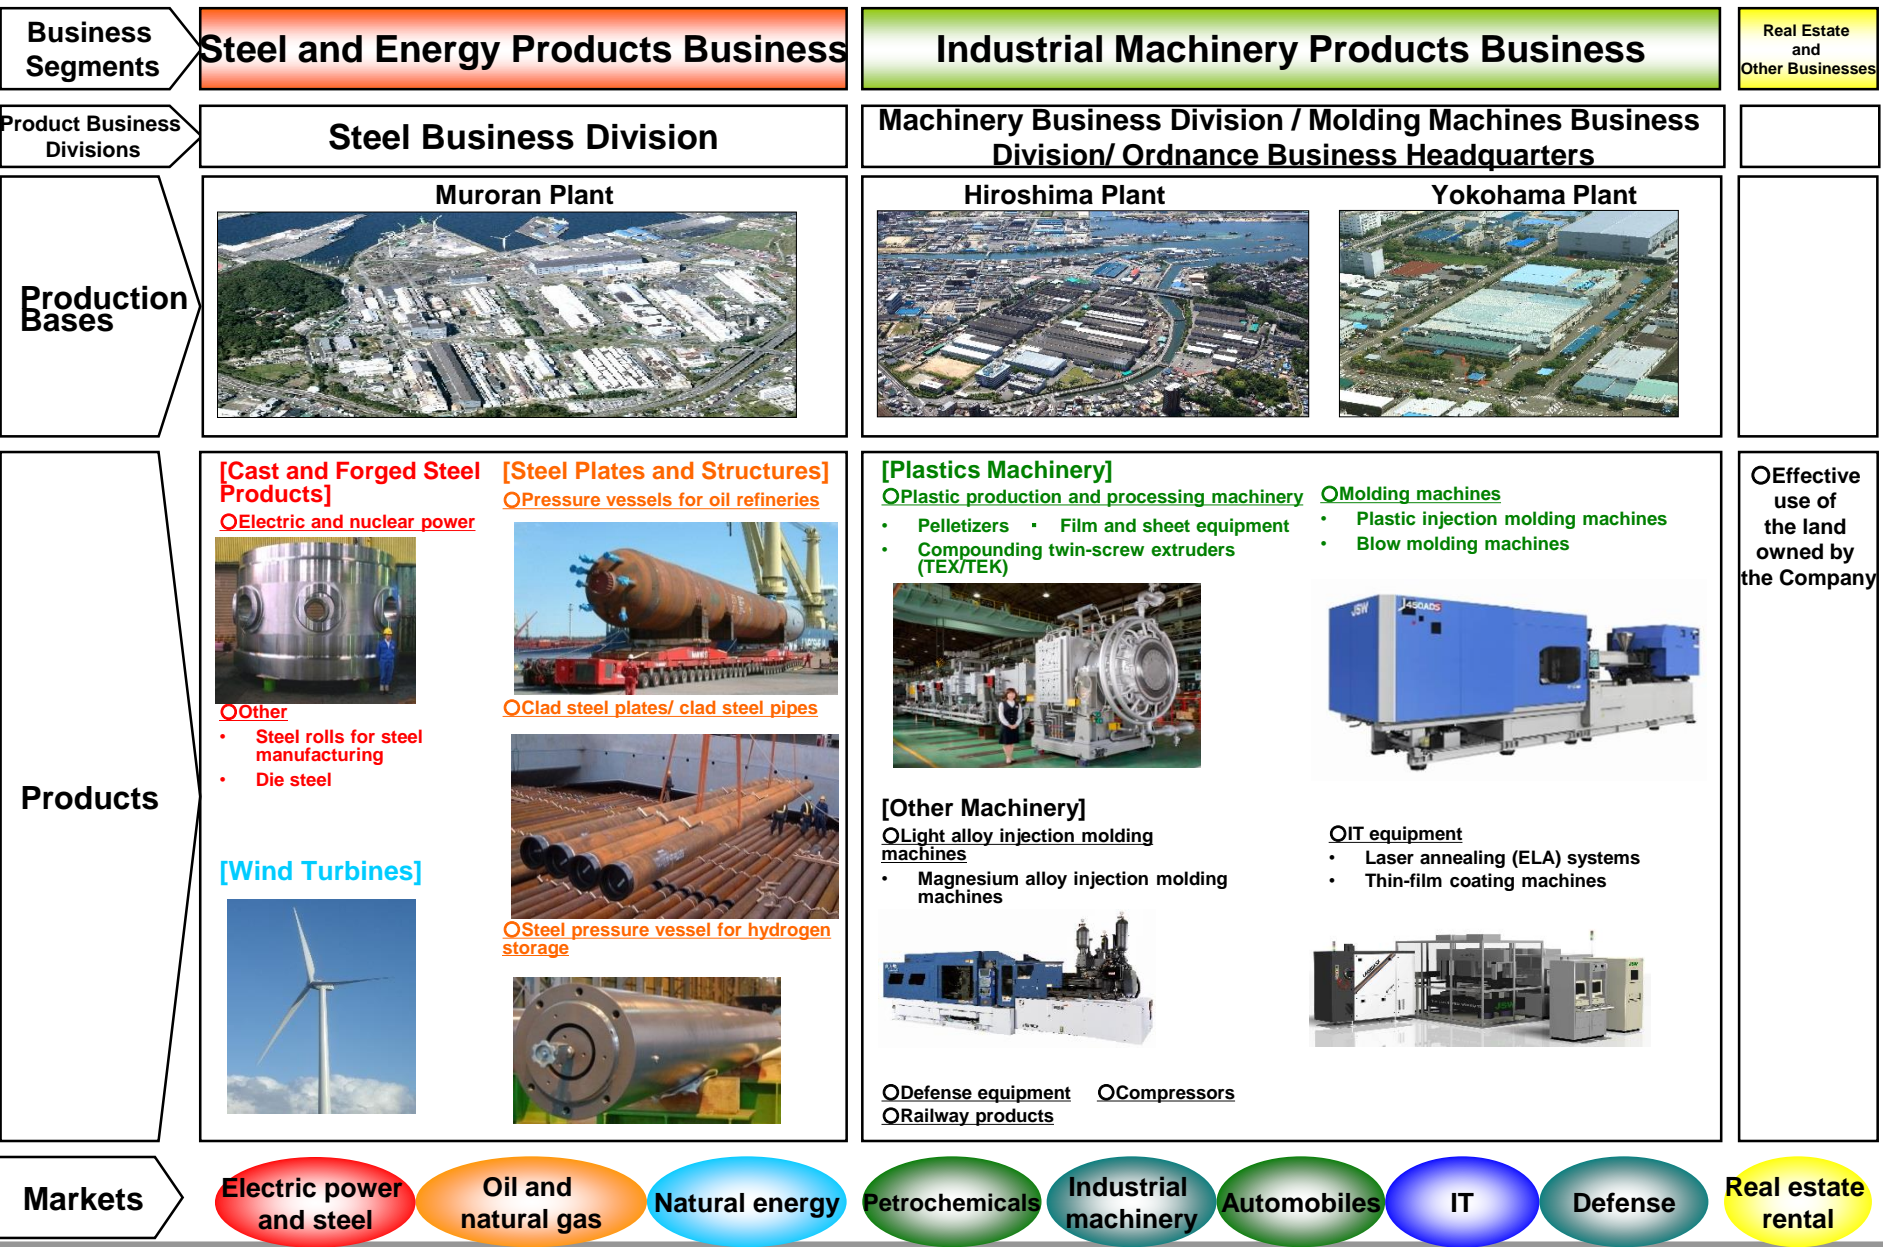 Business
Segments
Steel and Energy Products Business
Industrial Machinery Products Business
Real Estate
and
Other Businesses
Product Business
Divisions
Steel Business Division
Machinery Business Division / Molding Machines Business
Division/ Ordnance Business Headquarters
Production
Bases
Muroran Plant
Hiroshima Plant
Yokohama Plant
Products
[Cast and Forged Steel
Products]
○Electric and nuclear power
○Other
• Steel rolls for steel
manufacturing
• Die steel
[Wind Turbines]
[Steel Plates and Structures]
○Pressure vessels for oil refineries
○Clad steel plates/ clad steel pipes
○Steel pressure vessel for hydrogen
storage
[Plastics Machinery]
○Plastic production and processing machinery
• Pelletizers ・ Film and sheet equipment
• Compounding twin-screw extruders
(TEX/TEK)
○Molding machines
• Plastic injection molding machines
• Blow molding machines
JSW
J450ADS
[Other Machinery]
○Light alloy injection molding
machines
• Magnesium alloy injection molding
machines
○IT equipment
• Laser annealing (ELA) systems
• Thin-film coating machines
JSW
JSW
○Defense equipment ○Compressors
○Railway products
○Effective
use of
the land
owned by
the Company
Markets
Electric power
and steel
Oil and
natural gas
Natural energy
Petrochemicals
Industrial
machinery
Automobiles
IT
Defense
Real estate
rental